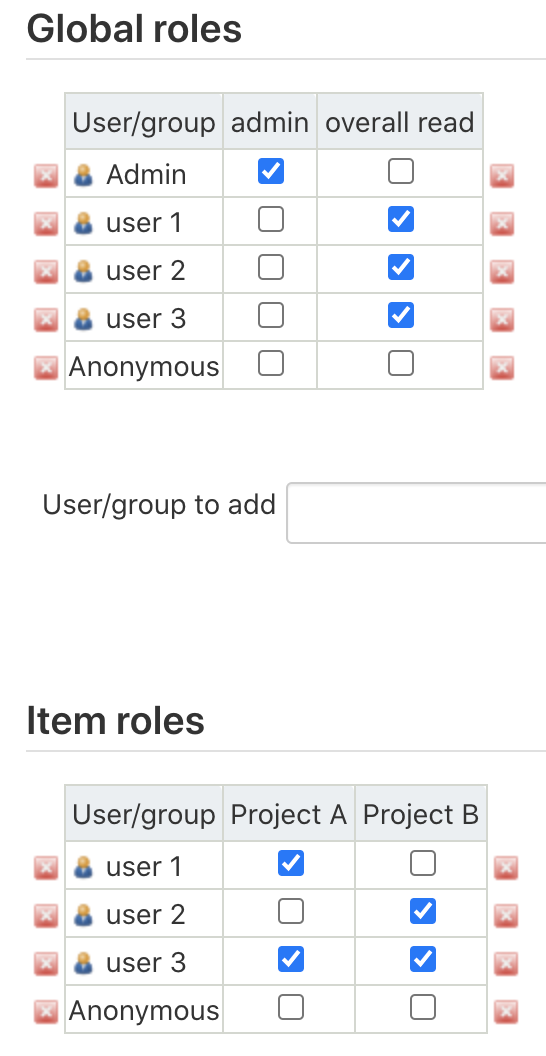 Global roles
User/group admin overall read
Admin
user 1
user 2
user 3
Anonymous
User/group to add
Item roles
User/group Project A Project B
user 1
user 2
user 3
Anonymous